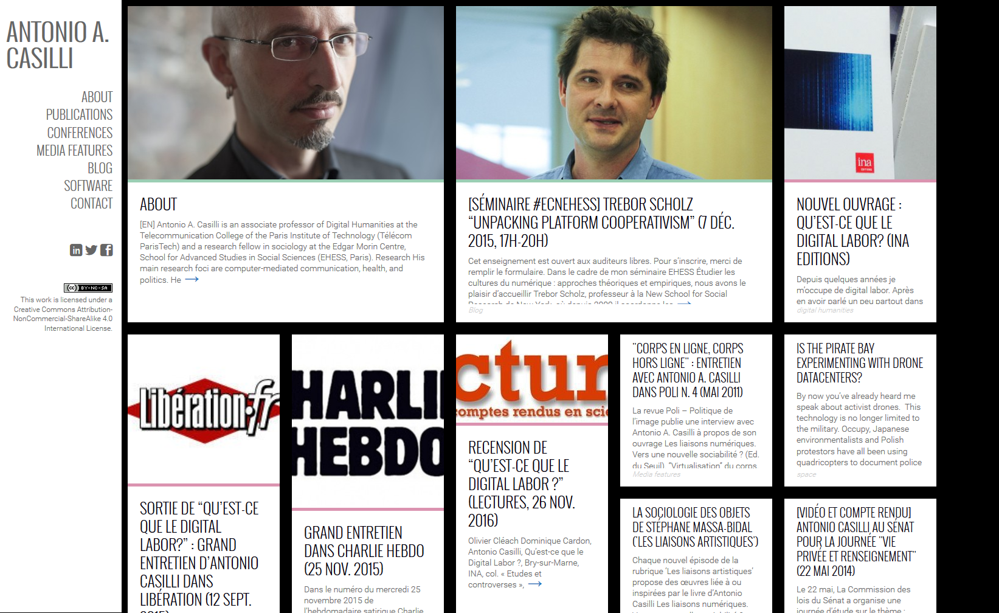 ANTONIO A.
CASILLI
ABOUT
PUBLICATIONS
CONFERENCES
MEDIA FEATURES
BLOG
SOFTWARE
CONTACT
in
f
cc BY-NC-SA
This work is licensed under a
Creative Commons Attribution-
NonCommercial-ShareAlike 4.0
International License.
ABOUT
[EN] Antonio A. Casilli is an associate professor of Digital Humanities at the
Telecommunication College of the Paris Institute of Technology (Télécom
ParisTech) and a research fellow in sociology at the Edgar Morin Centre,
School for Advanced Studies in Social Sciences (EHESS, Paris). Research His
main research foci are computer-mediated communication, health, and
politics. He
[SÉMINAIRE #ECNEHESS] TREBOR SCHOLZ
“UNPACKING PLATFORM COOPERATIVISM” (7 DÉC.
2015, 17H-20H)
Cet enseignement est ouvert aux auditeurs libres. Pour s’inscrire, merci de
remplir le formulaire. Dans le cadre de mon séminaire EHESS Étudier les
cultures du numérique : approches théoriques et empiriques, nous avons le
plaisir d’accueillir Trebor Scholz, professeur à la New School for Social
Research de New York, où depuis 2009 il coordonne les
Blog
ina
NOUVEL OUVRAGE :
QU’EST-CE QUE LE
DIGITAL LABOR? (INA
EDITIONS)
Depuis quelques années je
m’occupe de digital labor. Après
en avoir parlé un peu partout dans
digital humanities
Libération.fr
SORTIE DE “QU’EST-CE
QUE LE DIGITAL
LABOR?” : GRAND
ENTRETIEN D’ANTONIO
CASILLI DANS
LIBÉRATION (12 SEPT.
2015)
HARLI
HEBDO
GRAND ENTRETIEN
DANS CHARLIE HEBDO
(25 NOV. 2015)
Dans le numéro du mercredi 25
novembre 2015 de
l’hebdomadaire satirique Charlie
ctur
comptes rendus en scie
RECENSION DE
“QU’EST-CE QUE LE
DIGITAL LABOR ?”
(LECTURES, 26 NOV.
2016)
Olivier Cléach Dominique Cardon,
Antonio Casilli, Qu’est-ce que le
Digital Labor ?, Bry-sur-Marne,
INA, col. « Etudes et
controverses »,
"CORPS EN LIGNE, CORPS
HORS LIGNE" : ENTRETIEN
AVEC ANTONIO A. CASILLI
DANS POLI N. 4 (MAI 2011)
La revue Poli – Politique de
l’image publie une interview avec
Antonio A. Casilli à propos de son
ouvrage Les liaisons numériques.
Vers une nouvelle sociabilité ? (Ed.
du Seuil). “Virtualisation” du corps,
Media features
IS THE PIRATE BAY
EXPERIMENTING WITH DRONE
DATACENTERS?
By now you’ve already heard me
speak about activist drones. This
technology is no longer limited to
the military. Occupy, Japanese
environmentalists and Polish
protestors have all been using
quadricopters to document police
space
LA SOCIOLOGIE DES OBJETS
DE STÉPHANE MASSA-BIDAL
('LES LIAISONS ARTISTIQUES')
Chaque nouvel épisode de la
rubrique ‘Les liaisons artistiques’
propose des œuvres liée à ou
inspirées par le livre d’Antonio
Casilli Les liaisons numériques.
[VIDÉO ET COMPTE RENDU]
ANTONIO CASILLI AU SÉNAT
POUR LA JOURNÉE "VIE
PRIVÉE ET RENSEIGNEMENT"
(22 MAI 2014)
Le 22 mai, La Commission des
lois du Sénat a organise une
journée d’étude sur le thème :